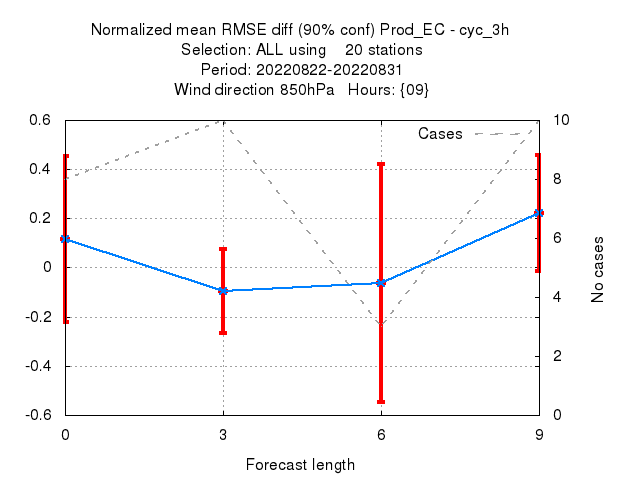 Normalized mean RMSE diff (90% conf) Prod_EC - cyc_3h
Selection: ALL using    20 stations
Period: 20220822-20220831
Wind direction 850hPa   Hours: {09}
Cases
0.6
0.4
0.2
0
-0.2
-0.4
-0.6
10
8
6
4
2
0
No cases
0
3
6
9
Forecast length